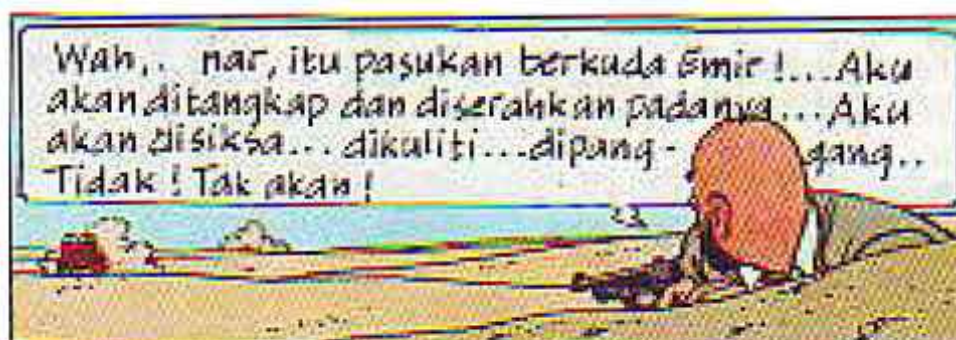 Wah,. nar, itu pasukan berkuda Emir!...Aku
akan ditangkap dan diserahkan padanya...Aku
akan disiksa... dikuliti...dipang- gang..
Tidak! Tak akan!